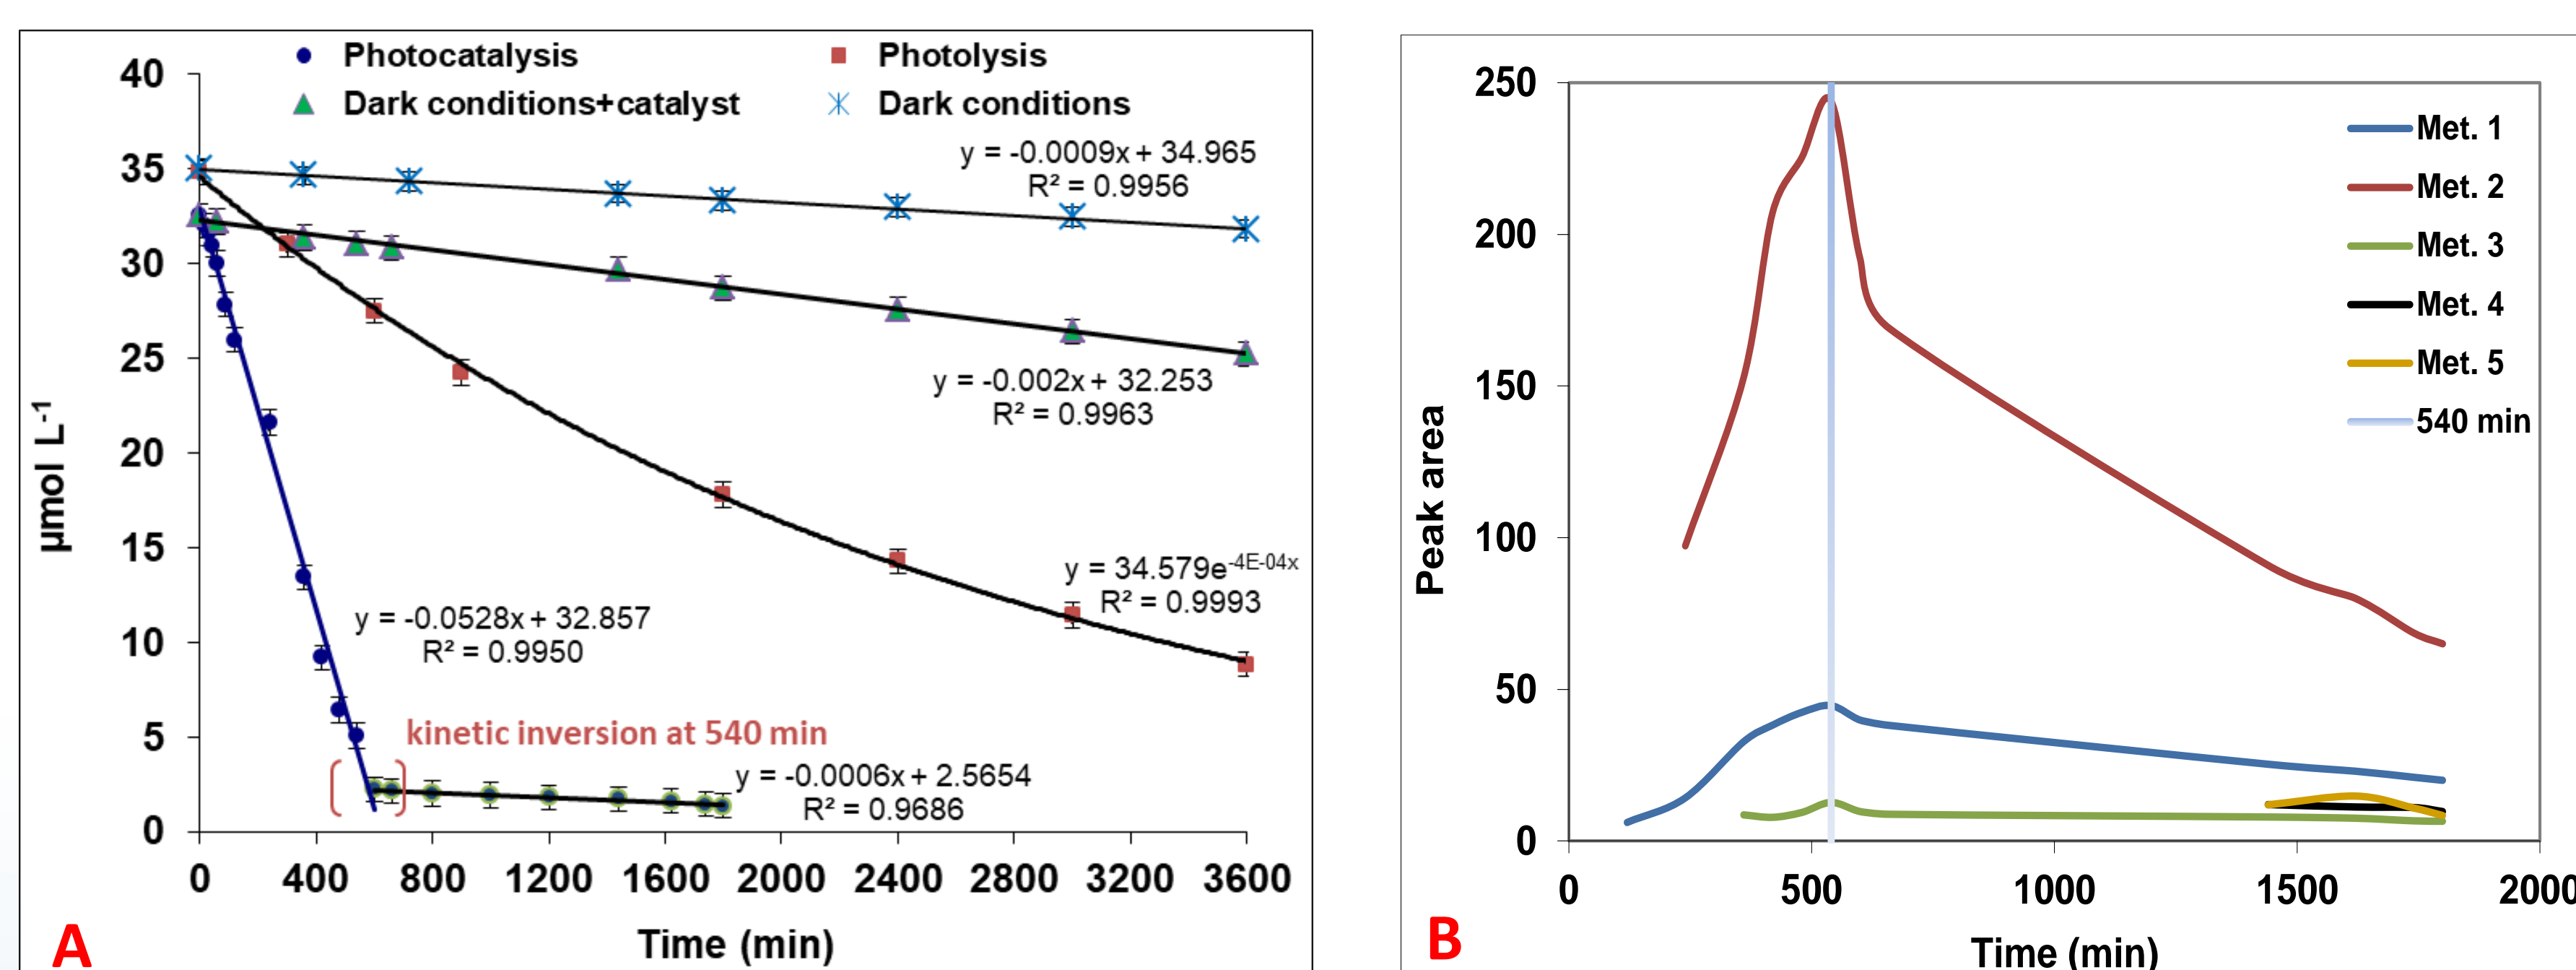 Photocatalysis
Photolysis
Dark conditions+catalyst
Dark conditions
40
35
30
25
20
15
10
5
0
µmol L-1
y = -0.0009x + 34.965
R² = 0.9956
y = -0.002x + 32.253
R² = 0.9963
y = 34.579e-4E-04x
R² = 0.9993
y = -0.0528x + 32.857
R² = 0.9950
kinetic inversion at 540 min
y = -0.0006x + 2.5654
R² = 0.9686
0 400 800 1200 1600 2000 2400 2800 3200 3600
Time (min)
A
250
200
150
100
50
0
Peak area
Met. 1
Met. 2
Met. 3
Met. 4
Met. 5
540 min
0 500 1000 1500 2000
Time (min)
B